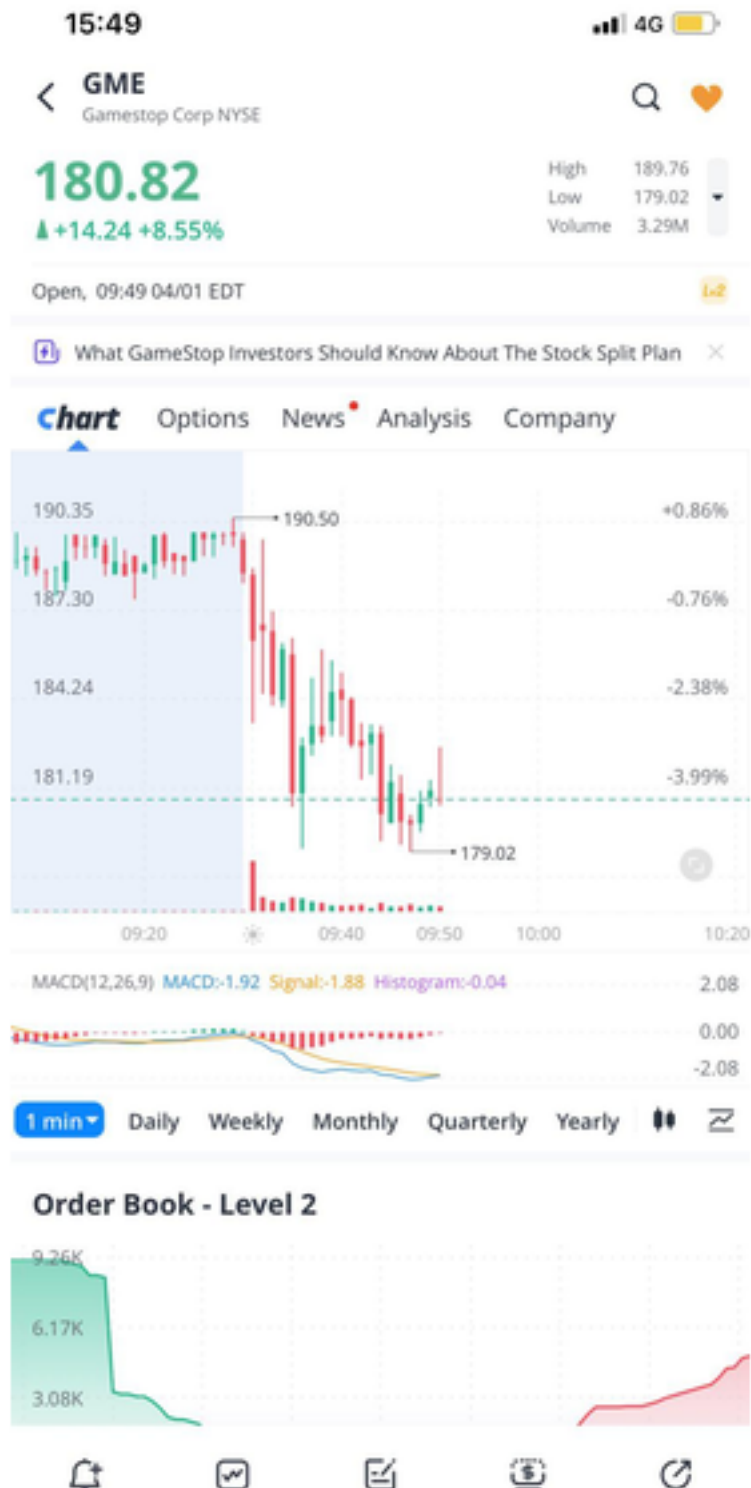 15:49
4G
GME
Gamestop Corp NYSE
180.82
+14.24 +8.55%
High 189.76
Low 179.02
Volume 3.29M
Open, 09:49 04/01 EDT
Lv2
What GameStop Investors Should Know About The Stock Split Plan
Chart Options News Analysis Company
190.35 190.50 +0.86%
187.30 -0.76%
184.24 -2.38%
181.19 -3.99%
179.02
09:20 09:40 09:50 10:00 10:20
MACD(12,26,9) MACD:-1.92 Signal:-1.88 Histogram:-0.04 2.08
0.00
-2.08
1 min Daily Weekly Monthly Quarterly Yearly
Order Book - Level 2
9.26K
6.17K
3.08K